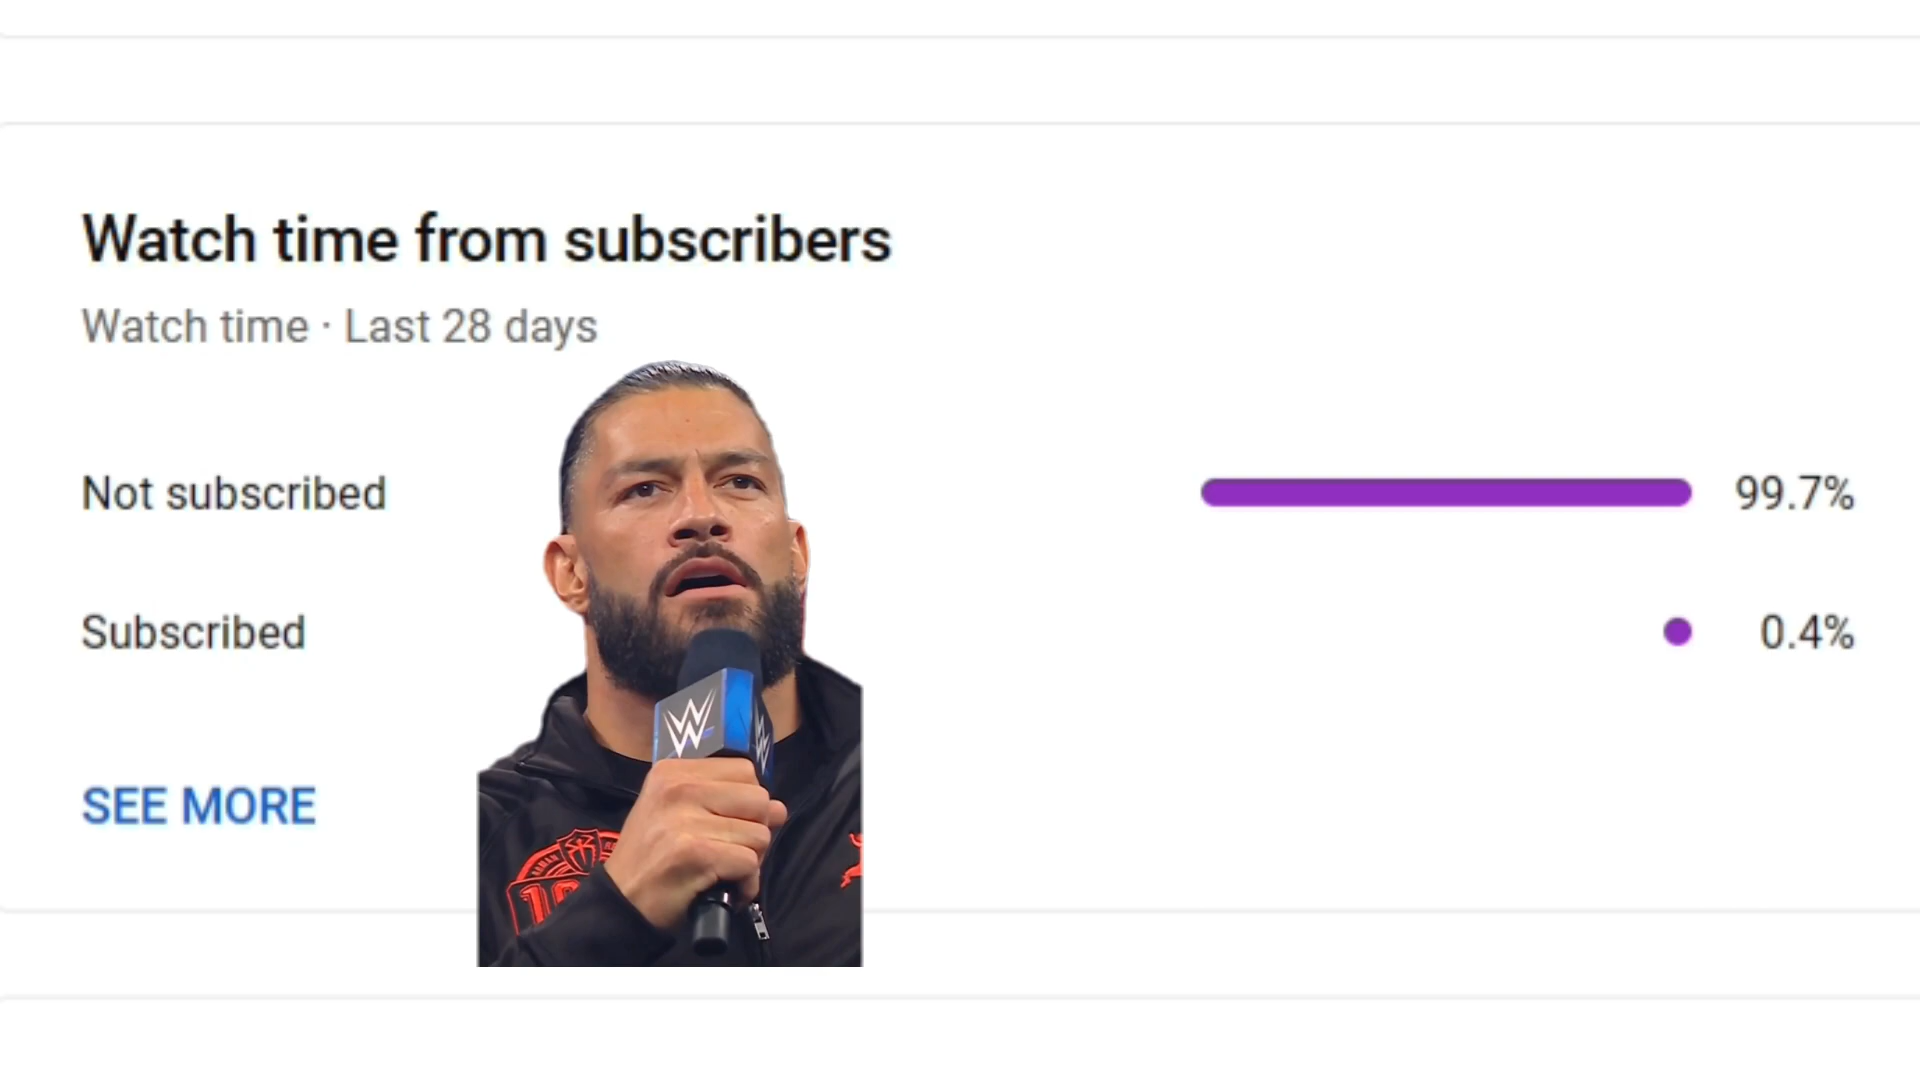 Watch time from subscribers
Watch time · Last 28 days
Not subscribed
99.7%
Subscribed
0.4%
SEE MORE
W